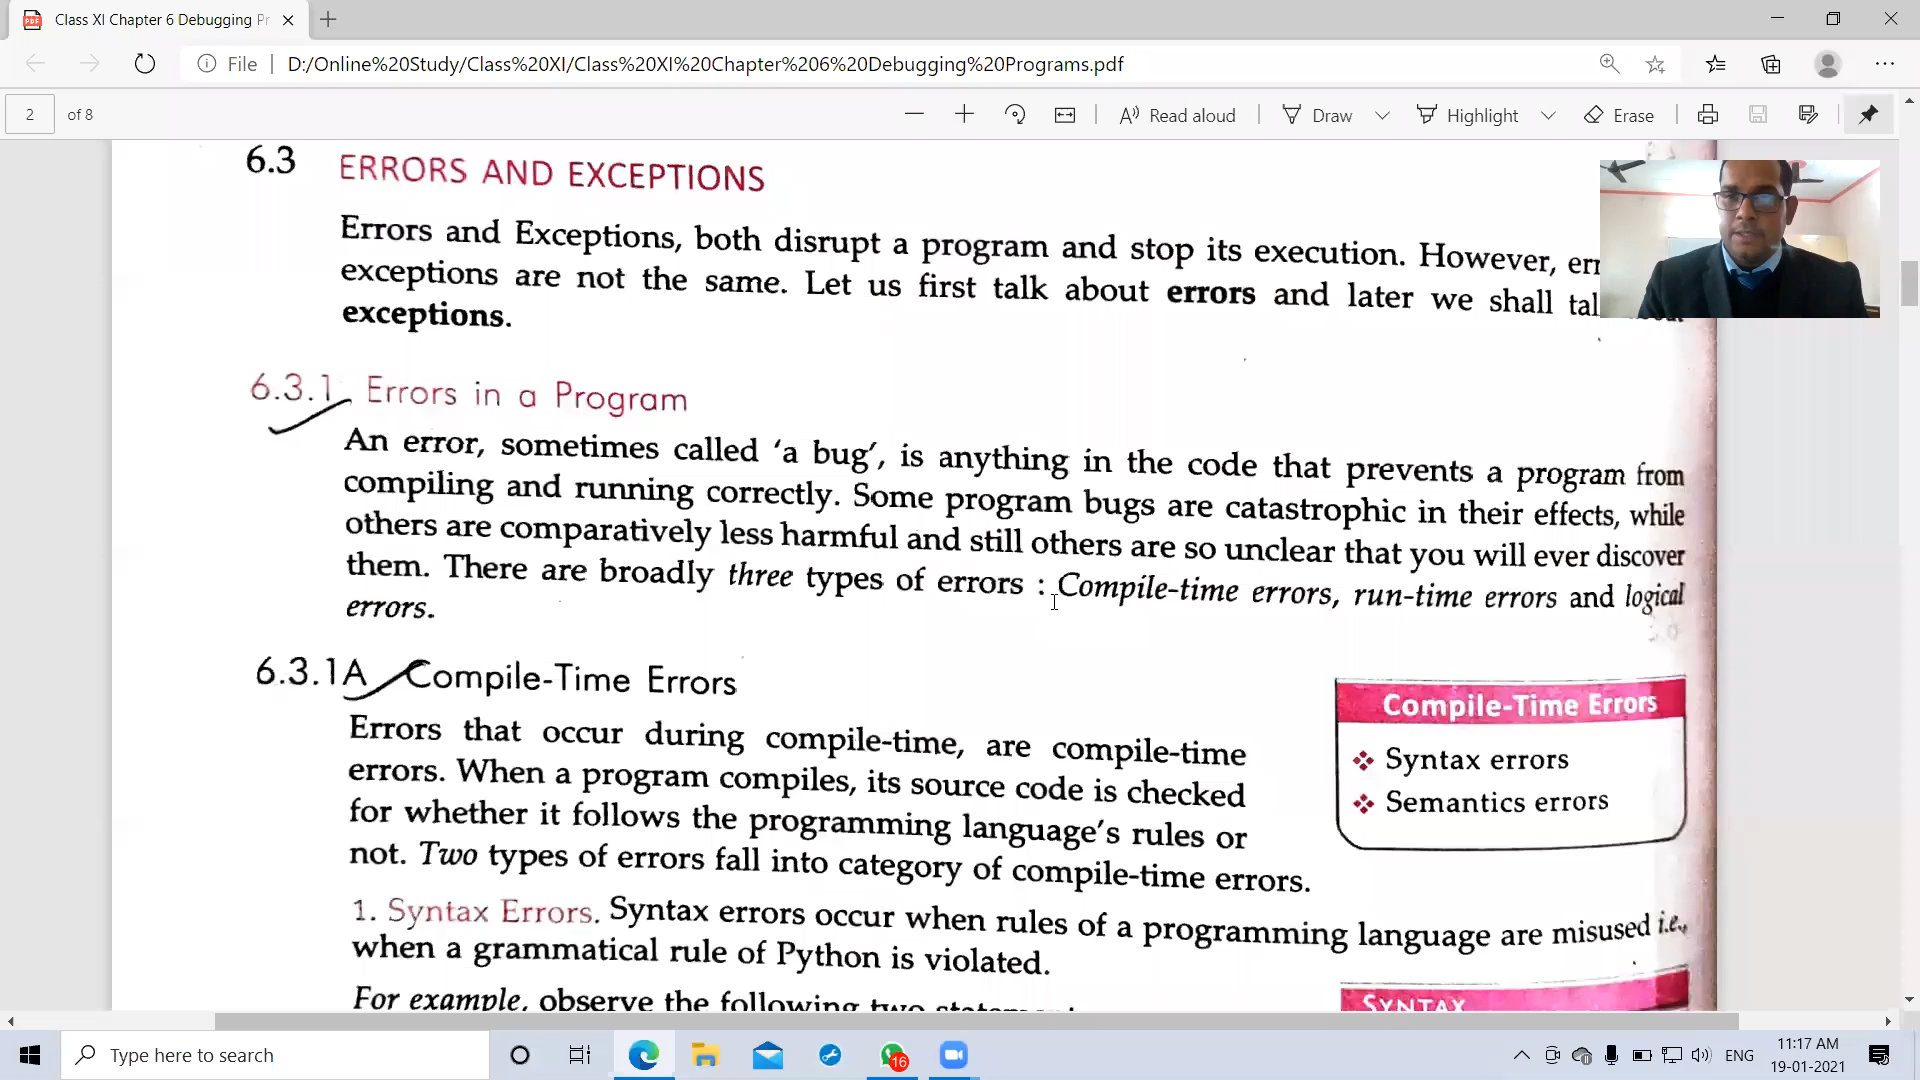 Class XI Chapter 6 Debugging Pr
File
D:/Online%20Study/Class%20XI/Class%20XI%20Chapter%206%20Debugging%20Programs.pdf
2 of 8
Read aloud
Draw
Highlight
Erase
6.3 ERRORS AND EXCEPTIONS
Errors and Exceptions, both disrupt a program and stop its execution. However, err
exceptions are not the same. Let us first talk about errors and later we shall tal
exceptions.
6.3.1 Errors in a Program
An error, sometimes called ‘a bug’, is anything in the code that prevents a program from
compiling and running correctly. Some program bugs are catastrophic in their effects, while
others are comparatively less harmful and still others are so unclear that you will ever discover
them. There are broadly three types of errors : Compile-time errors, run-time errors and logical
errors.
6.3.1A Compile-Time Errors
Errors that occur during compile-time, are compile-time
errors. When a program compiles, its source code is checked
for whether it follows the programming language’s rules or
not. Two types of errors fall into category of compile-time errors.
Compile-Time Errors
Syntax errors
Semantics errors
1. Syntax Errors. Syntax errors occur when rules of a programming language are misused i.e.,
when a grammatical rule of Python is violated.
For example, observe the following two statement
SYNTAX
Type here to search
16
ENG
11:17 AM
19-01-2021